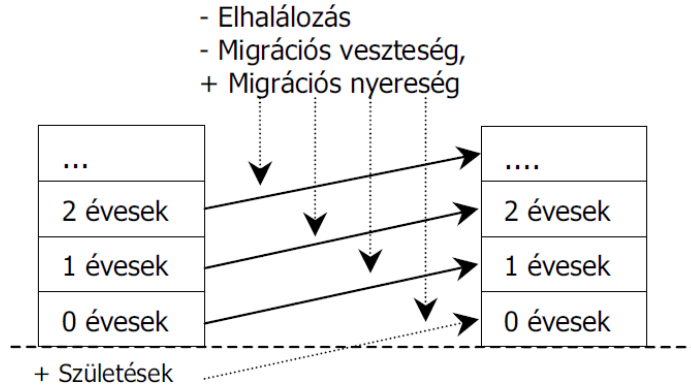 - Elhalálozás
- Migrációs veszteség,
+ Migrációs nyereség
...
2 évesek
1 évesek
0 évesek
....
2 évesek
1 évesek
0 évesek
+ Születések